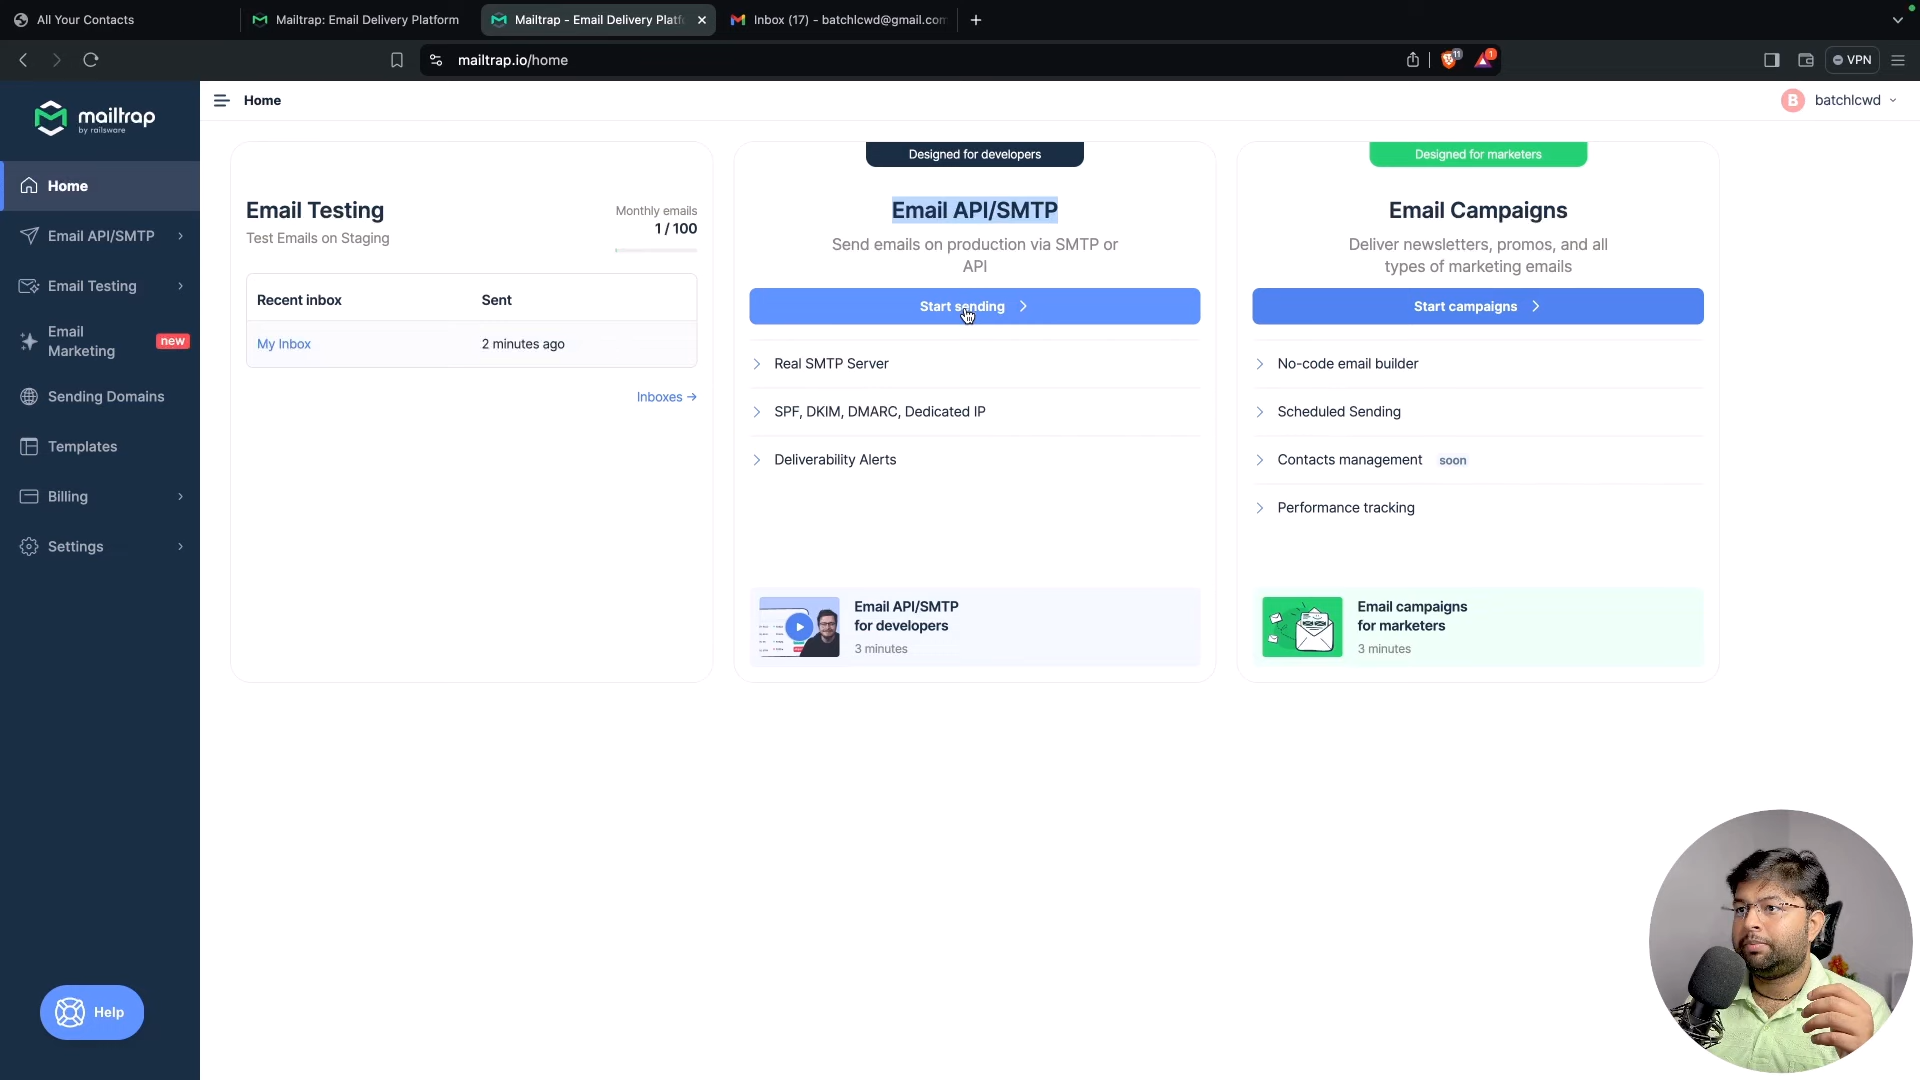 All Your Contacts
Mailtrap: Email Delivery Platform
Mailtrap - Email Delivery Platf
Inbox (17) - batchlcwd@gmail.com
mailtrap.io/home
11
1
VPN
mailtrap
by railsware
Home
batchlcwd
B
Home
Email API/SMTP
Email Testing
Email
Marketing
new
Sending Domains
Templates
Billing
Settings
Help
Email Testing
Test Emails on Staging
Monthly emails
1 / 100
Recent inbox
Sent
My Inbox
2 minutes ago
Inboxes →
Designed for developers
Email API/SMTP
Send emails on production via SMTP or
API
Start sending
Real SMTP Server
SPF, DKIM, DMARC, Dedicated IP
Deliverability Alerts
Email API/SMTP
for developers
3 minutes
Designed for marketers
Email Campaigns
Deliver newsletters, promos, and all
types of marketing emails
Start campaigns
No-code email builder
Scheduled Sending
Contacts management
soon
Performance tracking
Email campaigns
for marketers
3 minutes